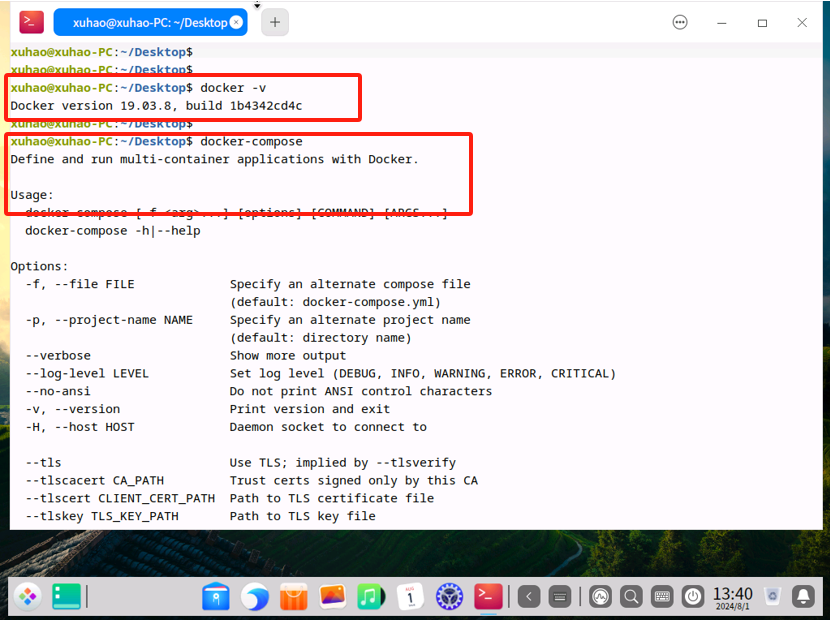 xuhao@xuhao-PC: ~/Desktop
xuhao@xuhao-PC:~/Desktop$
xuhao@xuhao-PC:~/Desktop$
xuhao@xuhao-PC:~/Desktop$ docker -v
Docker version 19.03.8, build 1b4342cd4c
xuhao@xuhao-PC:~/Desktop$
xuhao@xuhao-PC:~/Desktop$ docker-compose
Define and run multi-container applications with Docker.
Usage:
docker-compose [-f <arg>...] [options] [COMMAND] [ARGS...]
docker-compose -h|--help
Options:
-f, --file FILE Specify an alternate compose file
(default: docker-compose.yml)
-p, --project-name NAME Specify an alternate project name
(default: directory name)
--verbose Show more output
--log-level LEVEL Set log level (DEBUG, INFO, WARNING, ERROR, CRITICAL)
--no-ansi Do not print ANSI control characters
-v, --version Print version and exit
-H, --host HOST Daemon socket to connect to
--tls Use TLS; implied by --tlsverify
--tlscacert CA_PATH Trust certs signed only by this CA
--tlscert CLIENT_CERT_PATH Path to TLS certificate file
--tlskey TLS_KEY_PATH Path to TLS key file
1
13:40
2024/8/1